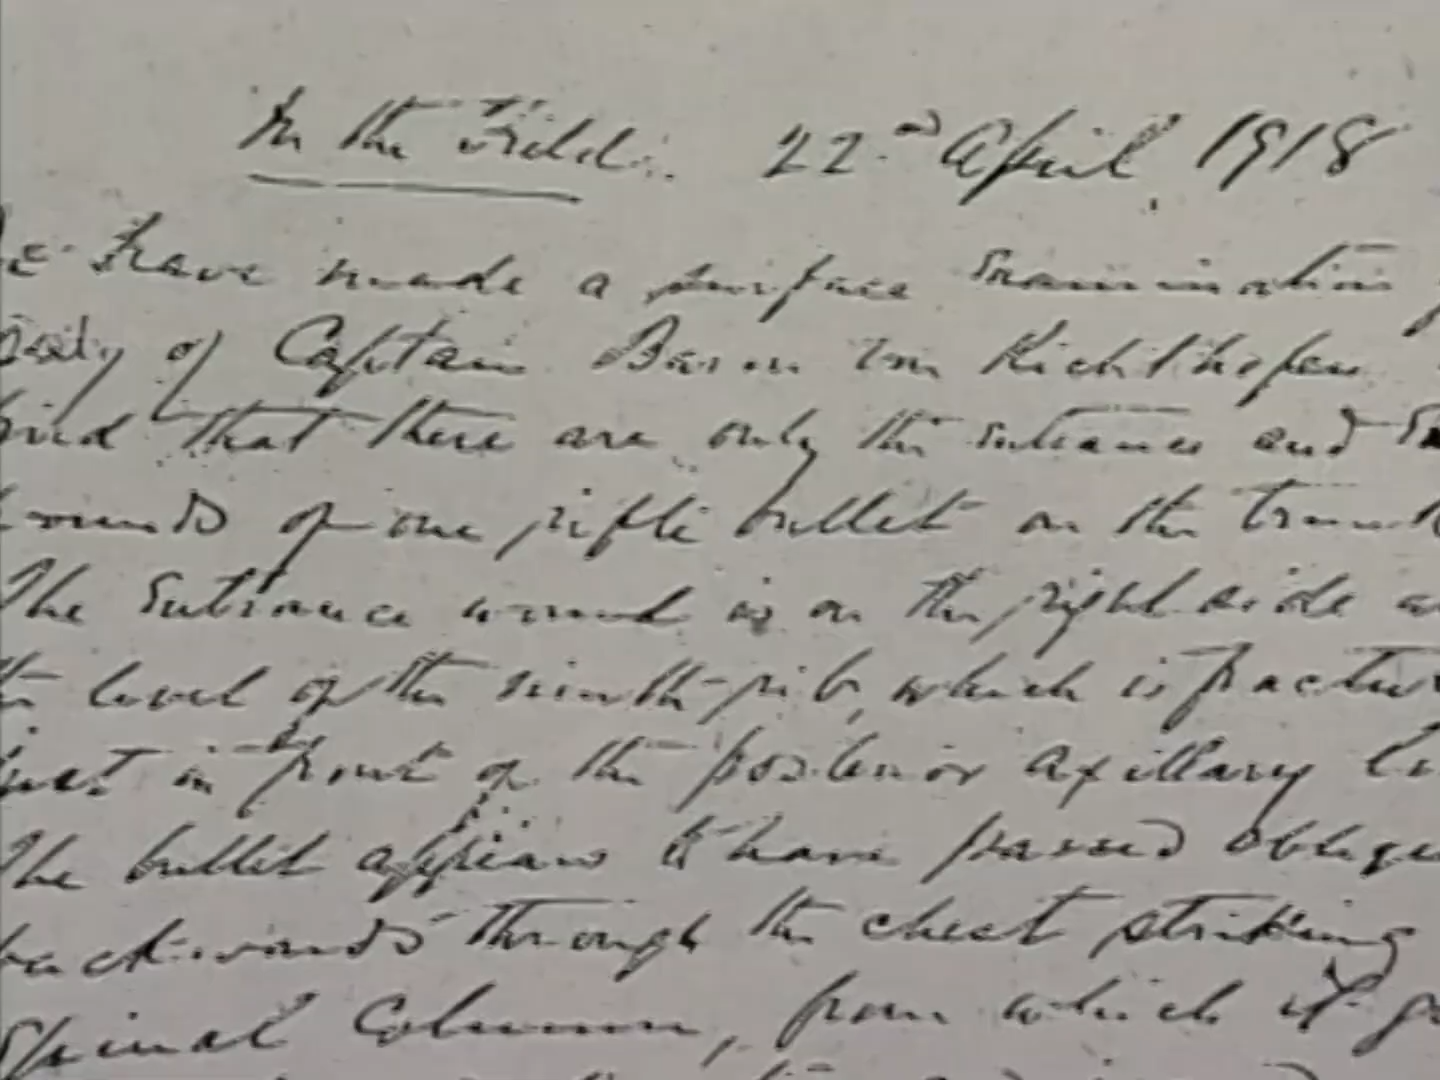 In the Field. 22nd April 1918
We have made a surface examination
body of Captain Baron von Richthofen
find that there are only the entrance and
wounds of one rifle bullet on the trunk
The entrance wound is on the right side
the level of the ninth rib, which is fractur
just in front of the posterior axillary li
The bullet appears to have passed oblique
backwards through the chest striking
spinal column, from which it